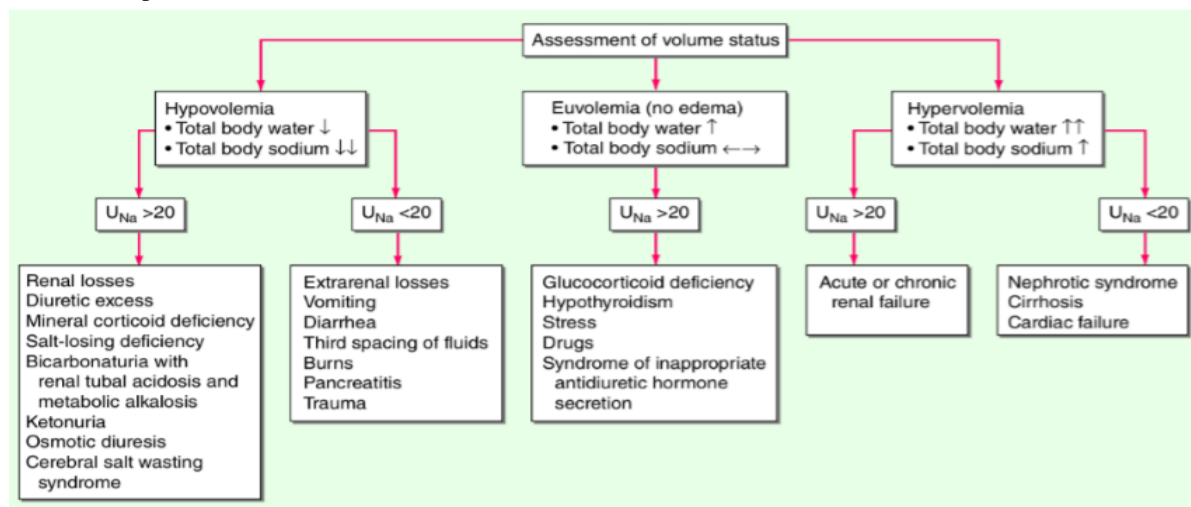 Assessment of volume status
Hypovolemia
• Total body water ↓
• Total body sodium ↓↓
Euvolemia (no edema)
• Total body water ↑
• Total body sodium ←→
Hypervolemia
• Total body water ↑↑
• Total body sodium ↑
UNa >20
UNa <20
UNa >20
UNa >20
UNa <20
Renal losses
Diuretic excess
Mineral corticoid deficiency
Salt-losing deficiency
Bicarbonaturia with
renal tubal acidosis and
metabolic alkalosis
Ketonuria
Osmotic diuresis
Cerebral salt wasting
syndrome
Extrarenal losses
Vomiting
Diarrhea
Third spacing of fluids
Burns
Pancreatitis
Trauma
Glucocorticoid deficiency
Hypothyroidism
Stress
Drugs
Syndrome of inappropriate
antidiuretic hormone
secretion
Acute or chronic
renal failure
Nephrotic syndrome
Cirrhosis
Cardiac failure